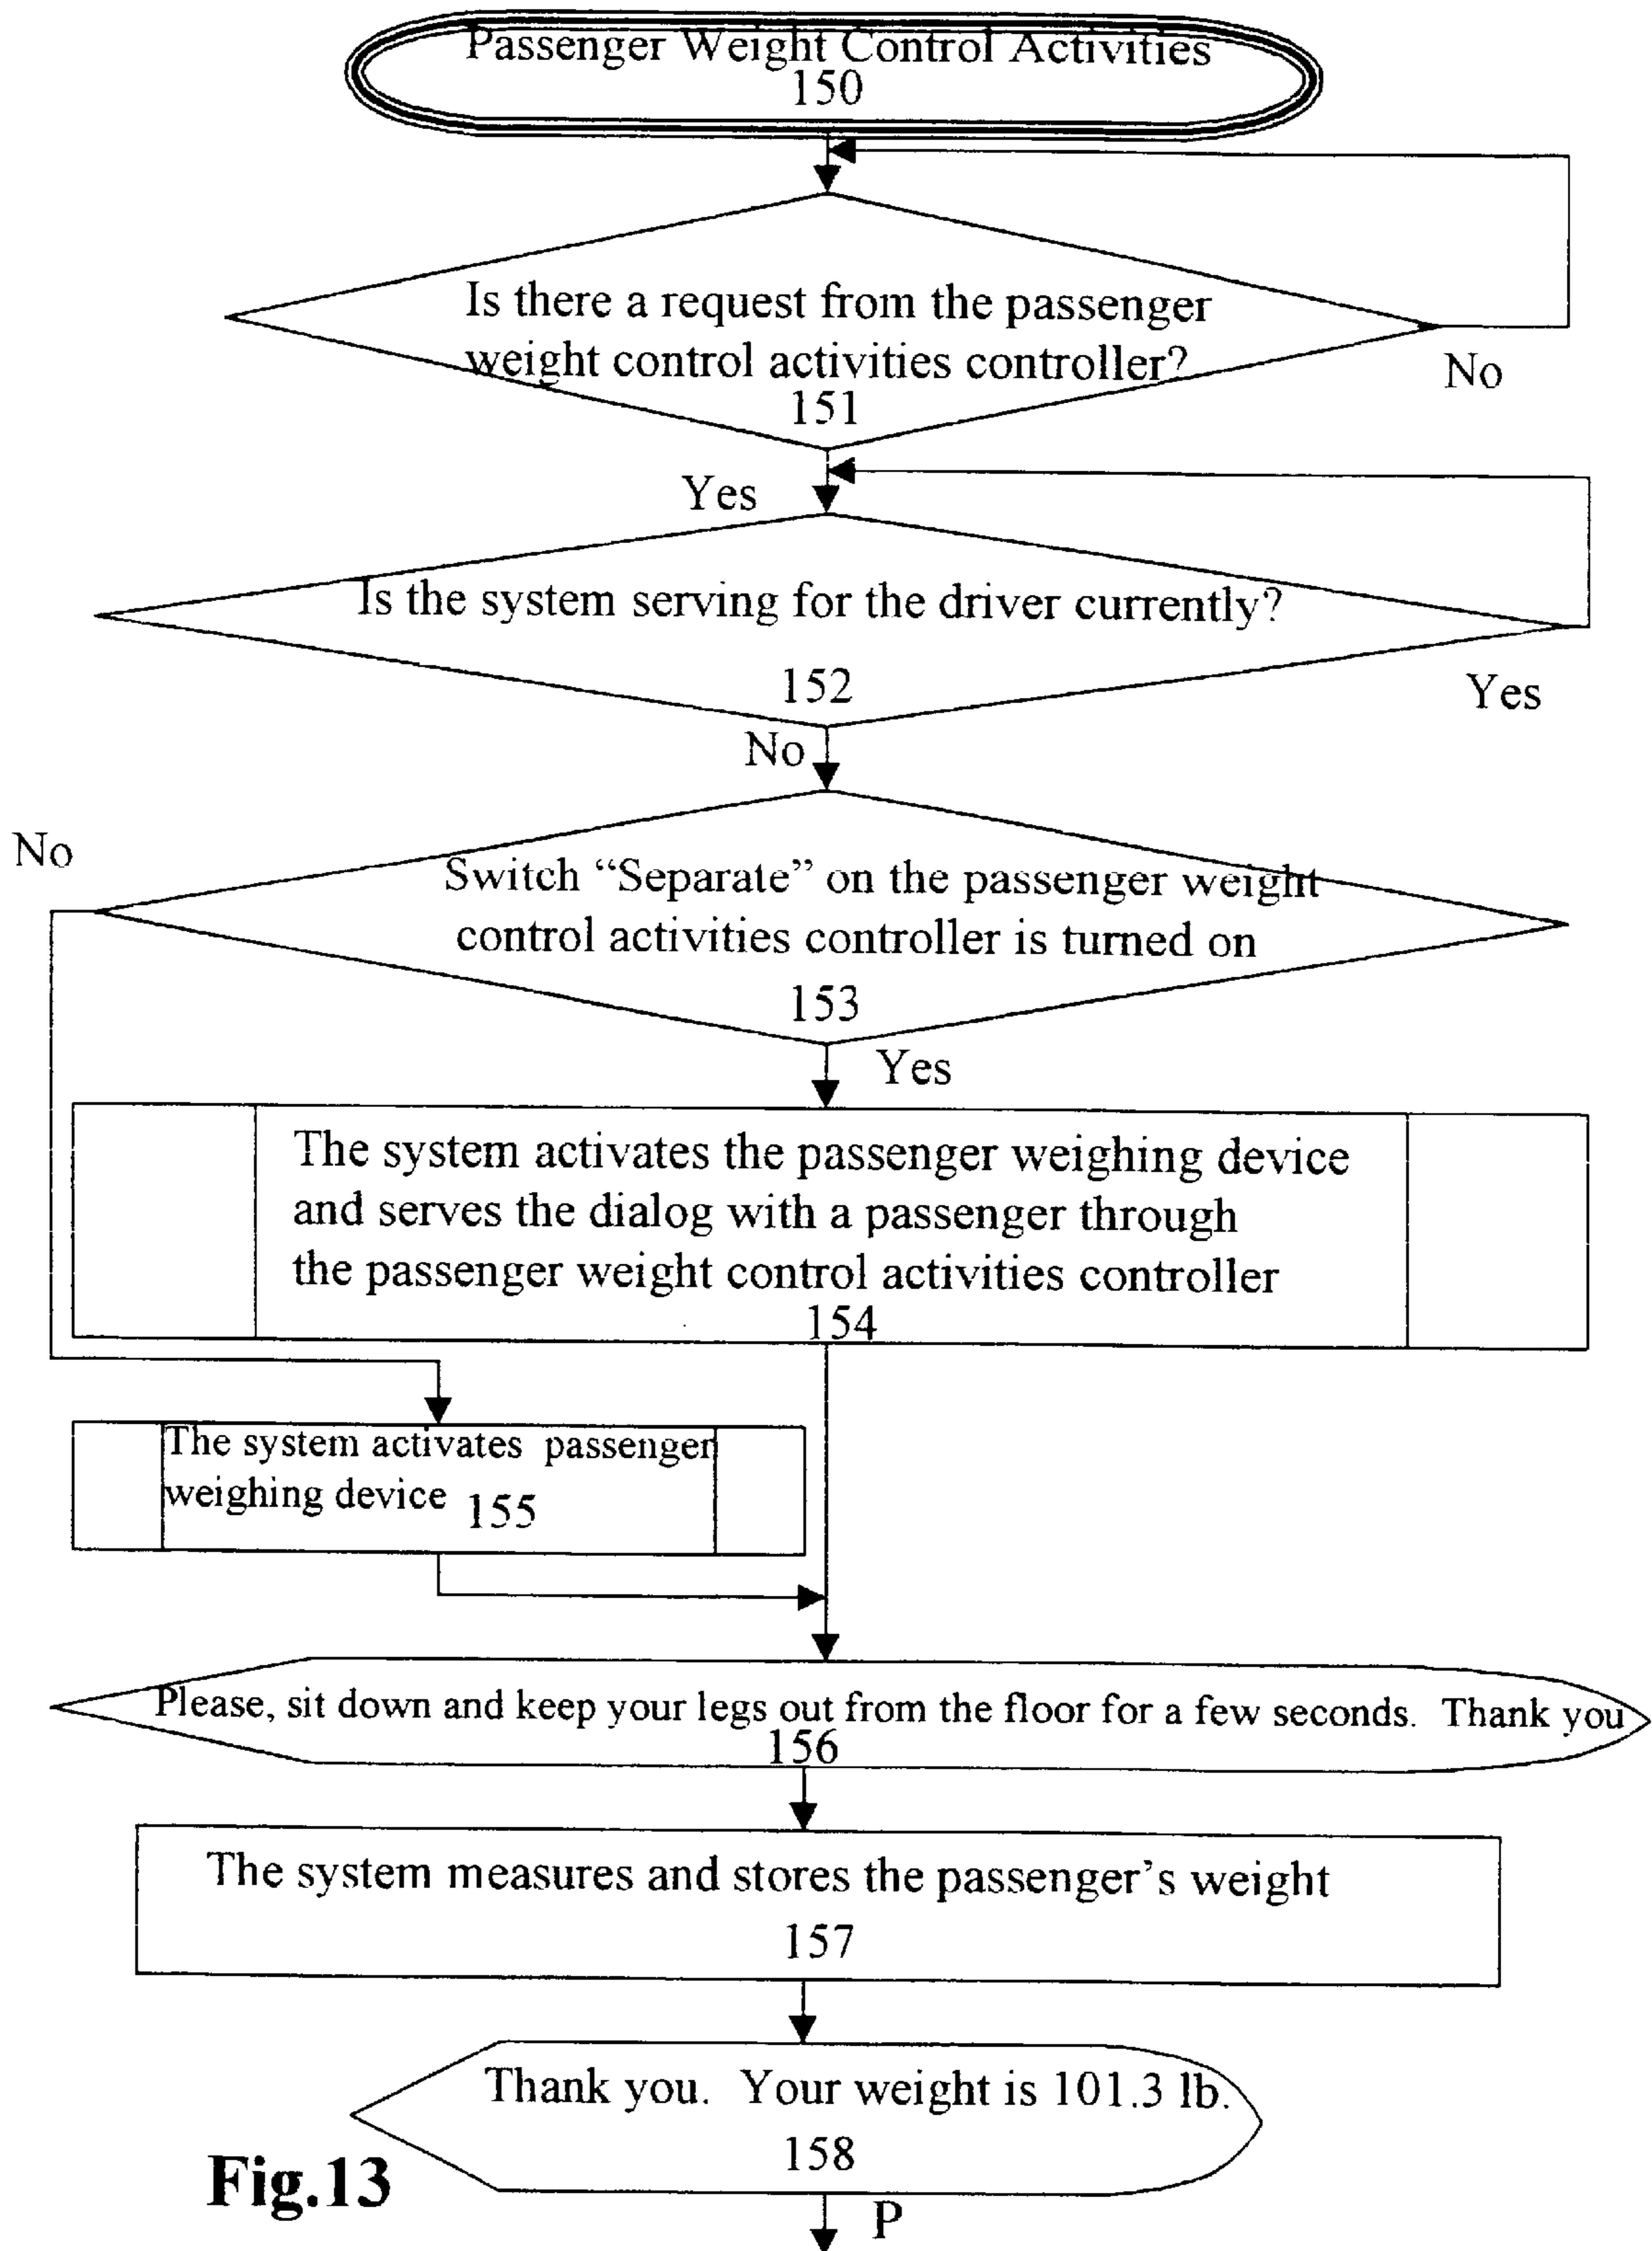 Passenger Weight Control Activities
150
Is there a request from the passenger
weight control activities controller?
151
No
Yes
Is the system serving for the driver currently?
152
Yes
No
No
Switch “Separate” on the passenger weight
control activities controller is turned on
153
Yes
The system activates the passenger weighing device
and serves the dialog with a passenger through
the passenger weight control activities controller
154
The system activates passenger
weighing device 155
Please, sit down and keep your legs out from the floor for a few seconds. Thank you
156
The system measures and stores the passenger’s weight
157
Thank you. Your weight is 101.3 lb.
158
Fig.13
P